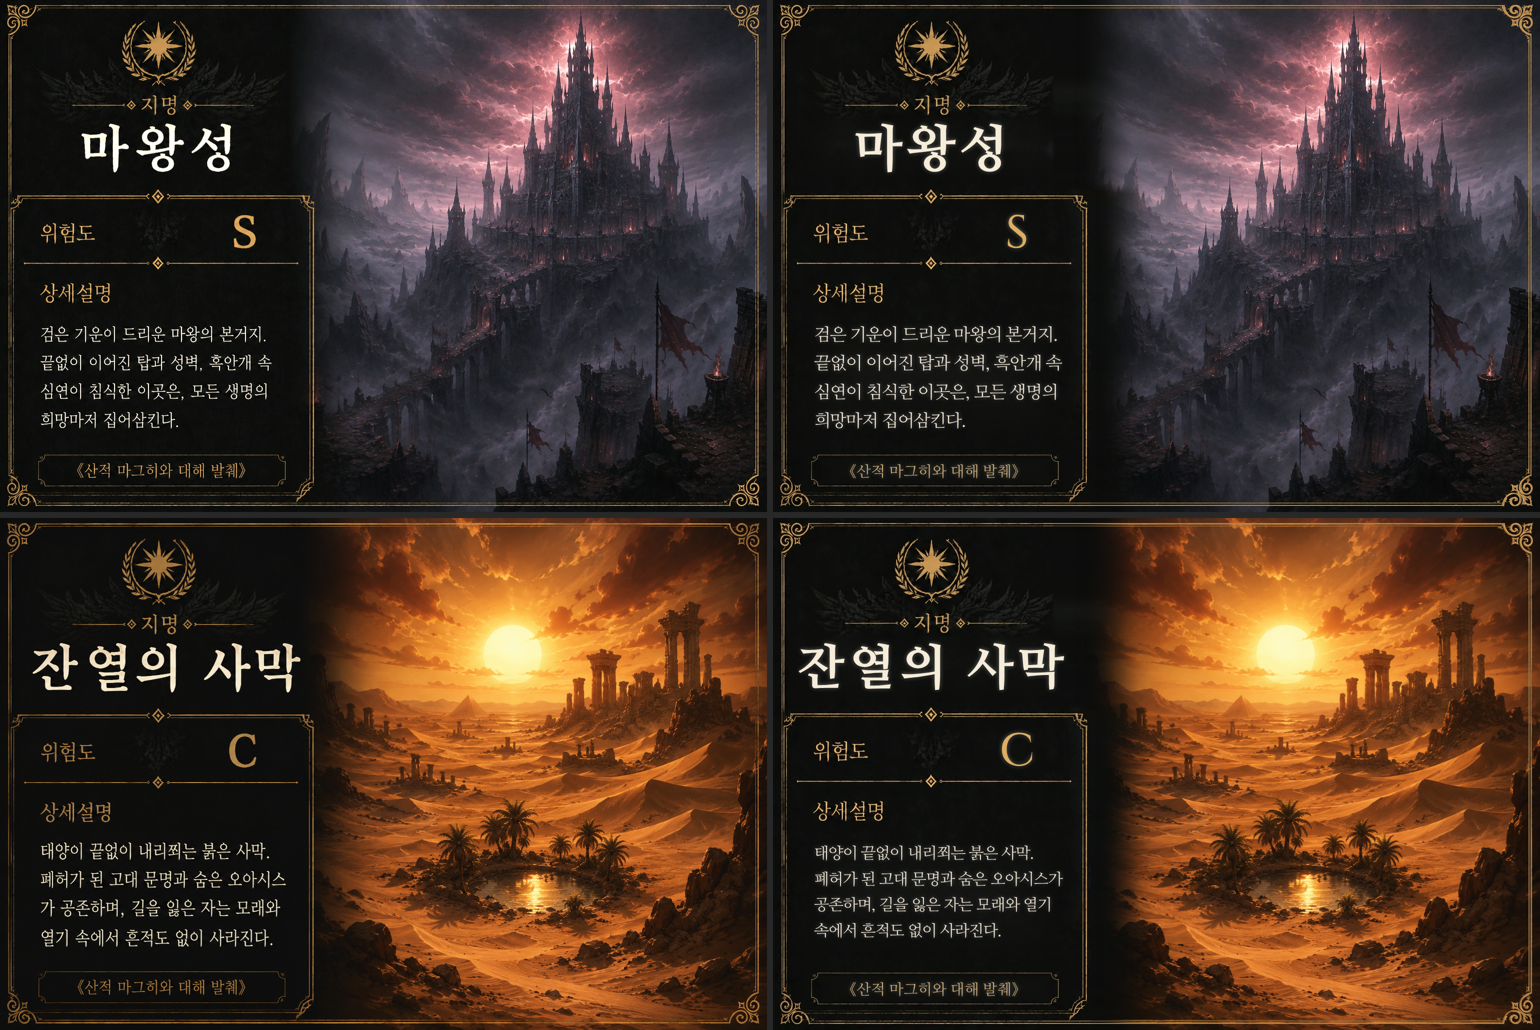 지명
마왕성
위험도 S
상세설명
검은 기운이 드리운 마왕의 본거지.
끝없이 이어진 탑과 성벽, 흑안개 속
심연이 침식한 이곳은, 모든 생명의
희망마저 집어삼킨다.
《산적 마그히와 대해 발췌》
지명
마왕성
위험도 S
상세설명
검은 기운이 드리운 마왕의 본거지.
끝없이 이어진 탑과 성벽, 흑안개 속
심연이 침식한 이곳은, 모든 생명의
희망마저 집어삼킨다.
《산적 마그히와 대해 발췌》
지명
잔열의 사막
위험도 C
상세설명
태양이 끝없이 내리쬐는 붉은 사막.
폐허가 된 고대 문명과 숨은 오아시스
가 공존하며, 길을 잃은 자는 모래와
열기 속에서 흔적도 없이 사라진다.
《산적 마그히와 대해 발췌》
지명
잔열의 사막
위험도 C
상세설명
태양이 끝없이 내리쬐는 붉은 사막.
폐허가 된 고대 문명과 숨은 오아시스가
공존하며, 길을 잃은 자는 모래와 열기
속에서 흔적도 없이 사라진다.
《산적 마그히와 대해 발췌》